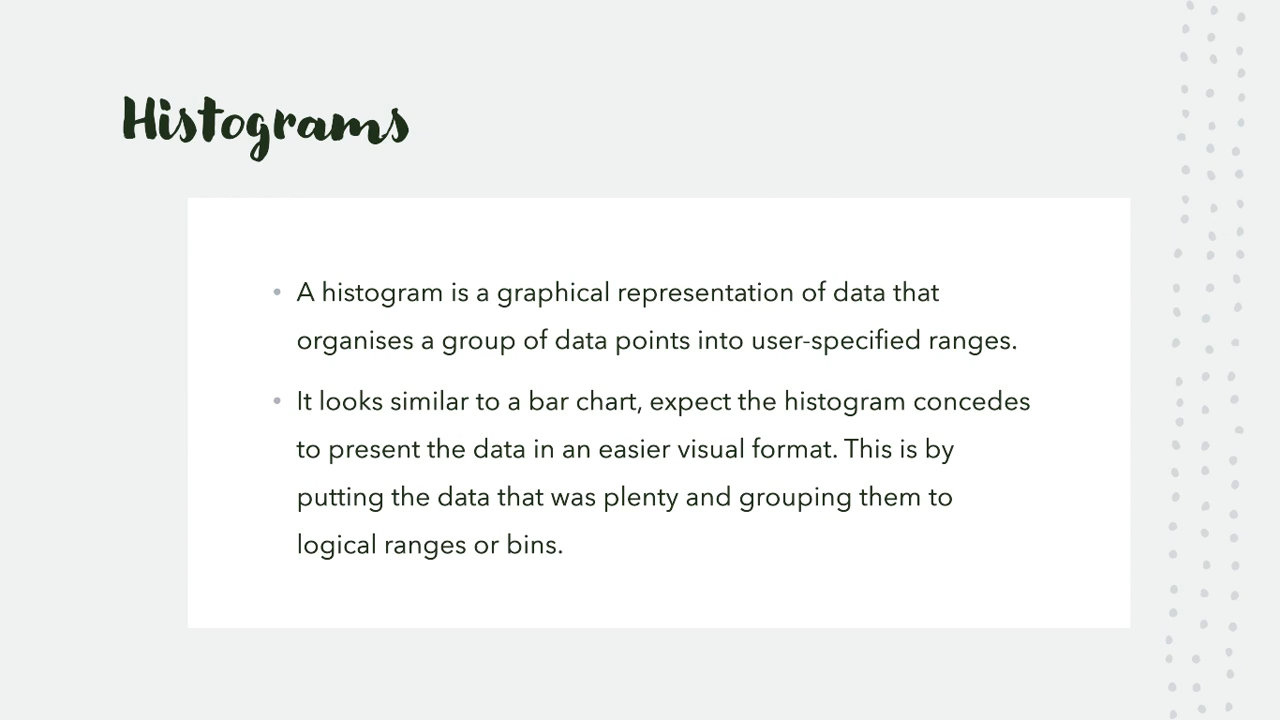 Histograms
• A histogram is a graphical representation of data that
organises a group of data points into user-specified ranges.
• It looks similar to a bar chart, expect the histogram concedes
to present the data in an easier visual format. This is by
putting the data that was plenty and grouping them to
logical ranges or bins.